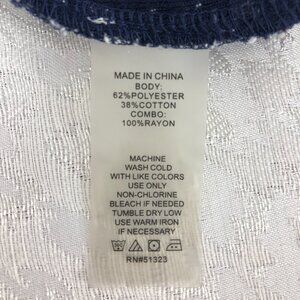 MADE IN CHINA
BODY:
62%POLYESTER
38%COTTON
COMBO:
100%RAYON
MACHINE
WASH COLD
WITH LIKE COLORS
USE ONLY
NON-CHLORINE
BLEACH IF NEEDED
TUMBLE DRY LOW
USE WARM IRON
IF NECESSARY
RN#51323